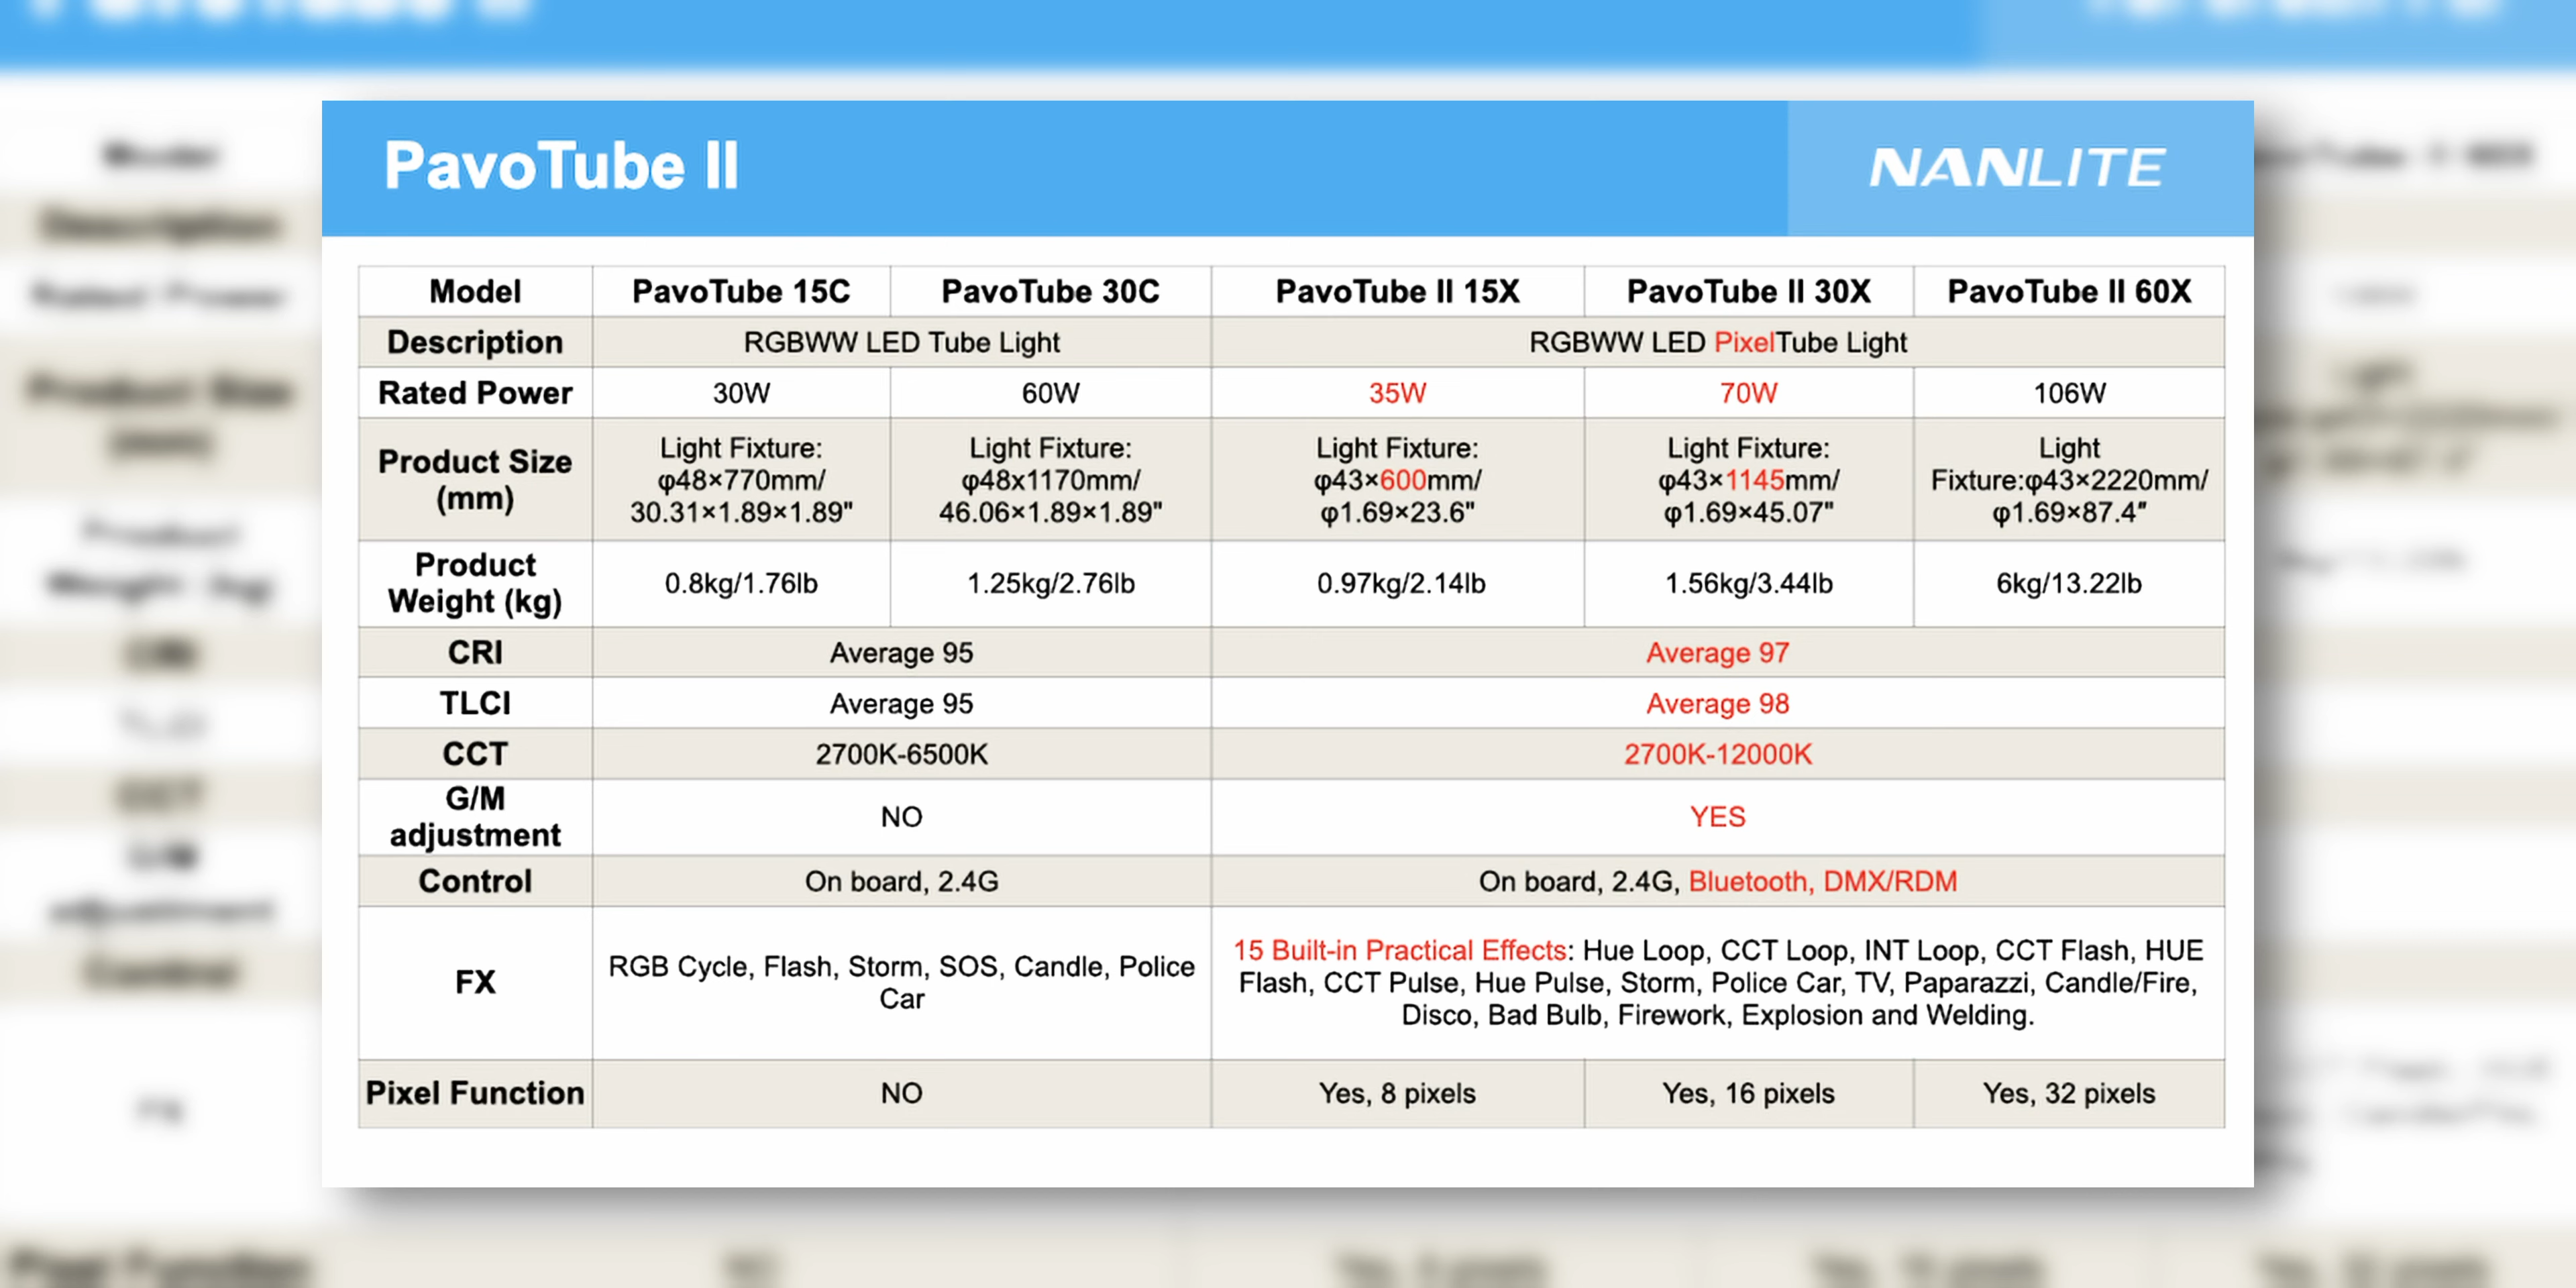 PavoTube II
NANLITE
Model
PavoTube 15C
PavoTube 30C
PavoTube II 15X
PavoTube II 30X
PavoTube II 60X
Description
RGBWW LED Tube Light
RGBWW LED PixelTube Light
Rated Power
30W
60W
35W
70W
106W
Product Size
(mm)
Light Fixture:
φ48×770mm/
30.31×1.89×1.89"
Light Fixture:
φ48x1170mm/
46.06×1.89×1.89"
Light Fixture:
φ43×600mm/
φ1.69×23.6"
Light Fixture:
φ43×1145mm/
φ1.69×45.07"
Light
Fixture:φ43×2220mm/
φ1.69×87.4"
Product
Weight (kg)
0.8kg/1.76lb
1.25kg/2.76lb
0.97kg/2.14lb
1.56kg/3.44lb
6kg/13.22lb
CRI
Average 95
Average 97
TLCI
Average 95
Average 98
CCT
2700K-6500K
2700K-12000K
G/M
adjustment
NO
YES
Control
On board, 2.4G
On board, 2.4G, Bluetooth, DMX/RDM
FX
RGB Cycle, Flash, Storm, SOS, Candle, Police
Car
15 Built-in Practical Effects: Hue Loop, CCT Loop, INT Loop, CCT Flash, HUE
Flash, CCT Pulse, Hue Pulse, Storm, Police Car, TV, Paparazzi, Candle/Fire,
Disco, Bad Bulb, Firework, Explosion and Welding.
Pixel Function
NO
Yes, 8 pixels
Yes, 16 pixels
Yes, 32 pixels